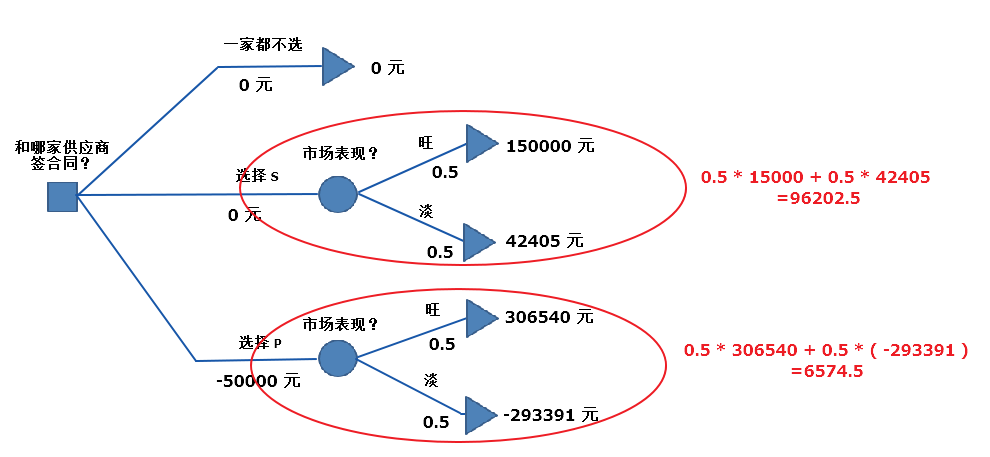 一家都不选
0 元
0 元
和哪家供应商
签合同？
市场表现？
旺
0.5
150000 元
选择 S
0 元
淡
0.5
42405 元
0.5 * 15000 + 0.5 * 42405
=96202.5
市场表现？
旺
0.5
306540 元
选择 P
-50000 元
淡
0.5
-293391 元
0.5 * 306540 + 0.5 * ( -293391 )
=6574.5